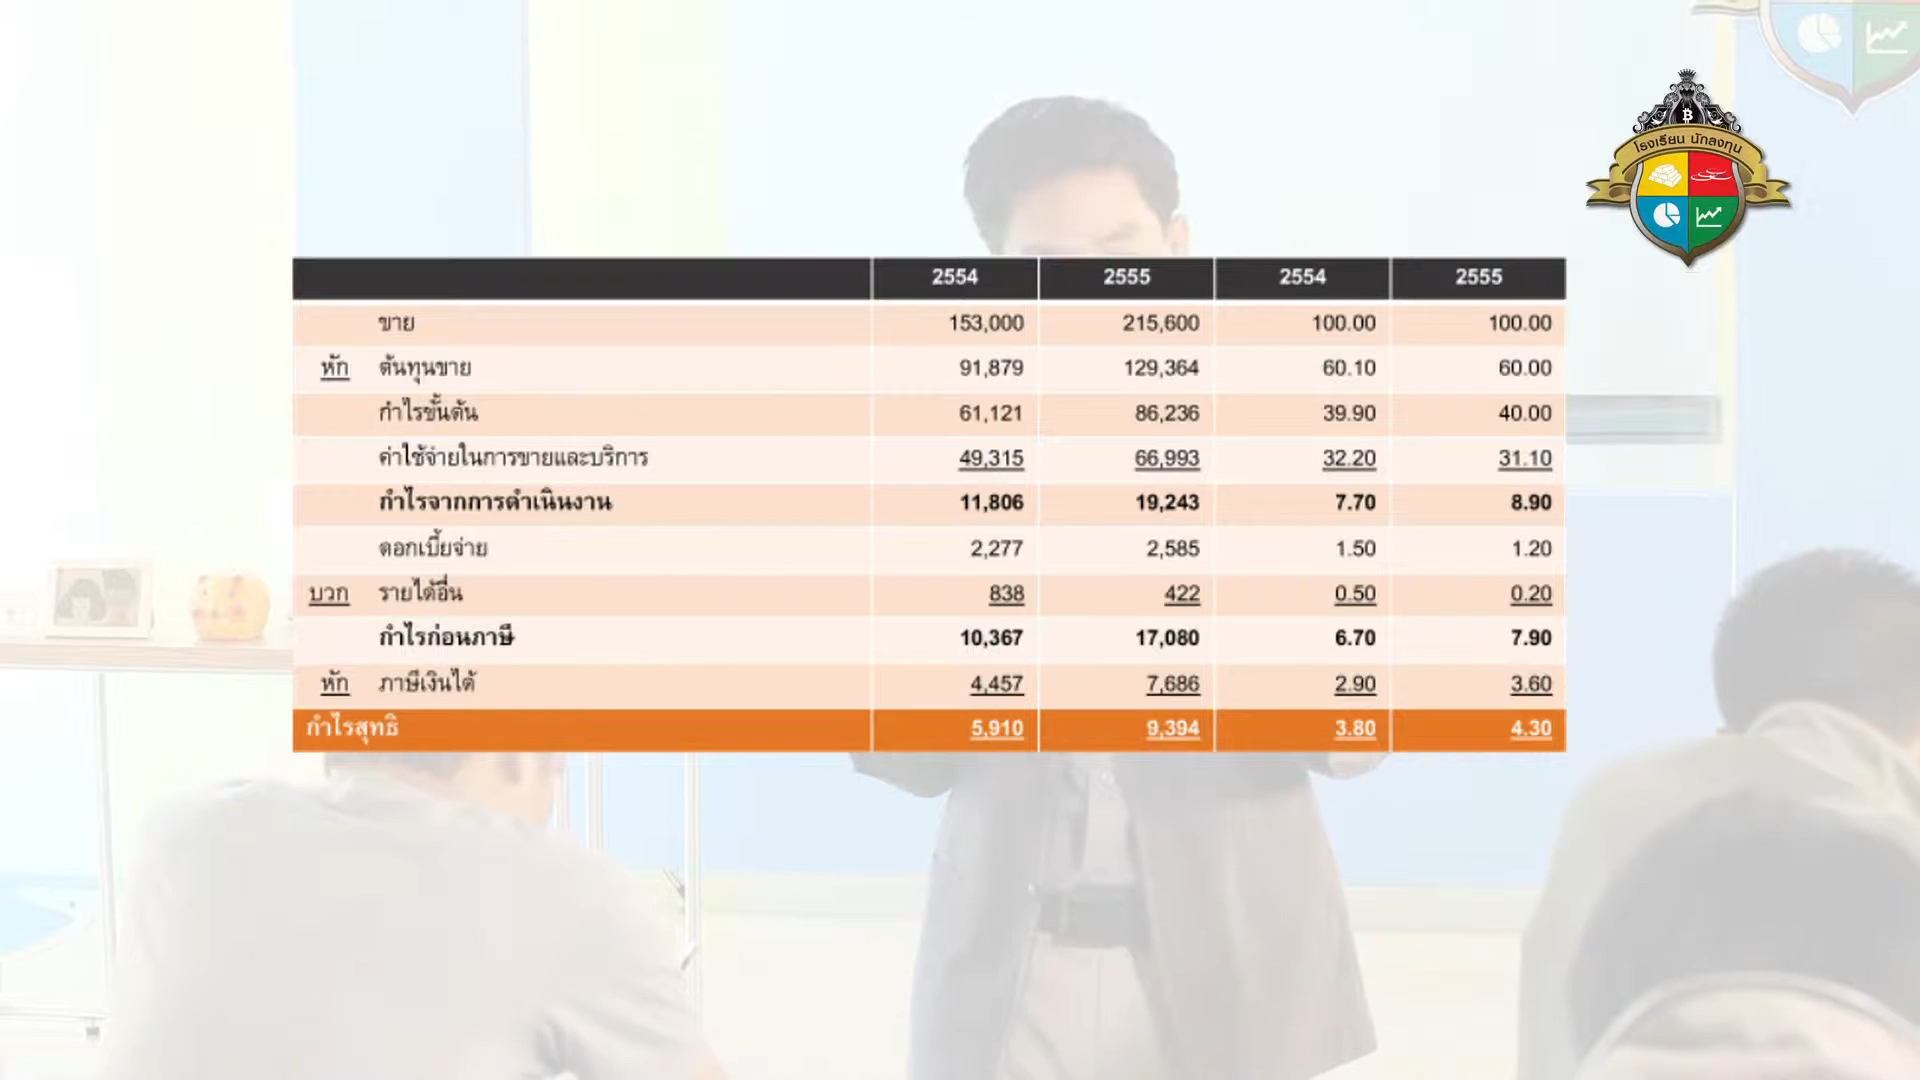 โรงเรียน นักลงทุน
2554 2555 2554 2555
ขาย 153,000 215,600 100.00 100.00
หัก ต้นทุนขาย 91,879 129,364 60.10 60.00
กำไรขั้นต้น 61,121 86,236 39.90 40.00
ค่าใช้จ่ายในการขายและบริการ 49,315 66,993 32.20 31.10
กำไรจากการดำเนินงาน 11,806 19,243 7.70 8.90
ดอกเบี้ยจ่าย 2,277 2,585 1.50 1.20
บวก รายได้อื่น 838 422 0.50 0.20
กำไรก่อนภาษี 10,367 17,080 6.70 7.90
หัก ภาษีเงินได้ 4,457 7,686 2.90 3.60
กำไรสุทธิ 5,910 9,394 3.80 4.30